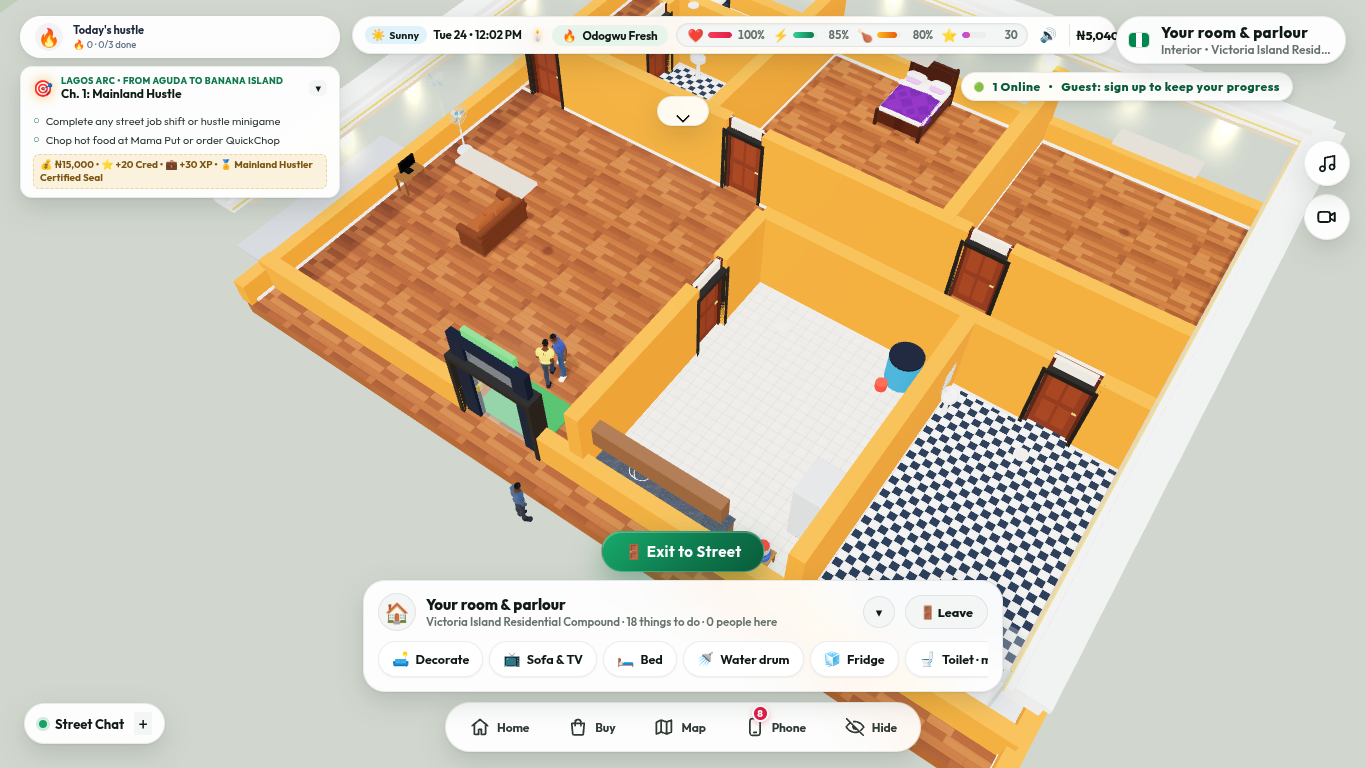 Today's hustle
🔥 0 · 0/3 done
LAGOS ARC • FROM AGUDA TO BANANA ISLAND
Ch. 1: Mainland Hustle
Complete any street job shift or hustle minigame
Chop hot food at Mama Put or order QuickChop
💰 ₦15,000 • ⭐ +20 Cred • 💼 +30 XP • 🏅 Mainland Hustler
Certified Seal
Sunny
Tue 24 • 12:02 PM
Odogwu Fresh
100%
85%
80%
30
₦5,040
Your room & parlour
Interior • Victoria Island Resid…
1 Online • Guest: sign up to keep your progress
Exit to Street
Your room & parlour
Victoria Island Residential Compound · 18 things to do · 0 people here
Leave
Decorate
Sofa & TV
Bed
Water drum
Fridge
Toilet ·
Street Chat +
Home
Buy
Map
8
Phone
Hide